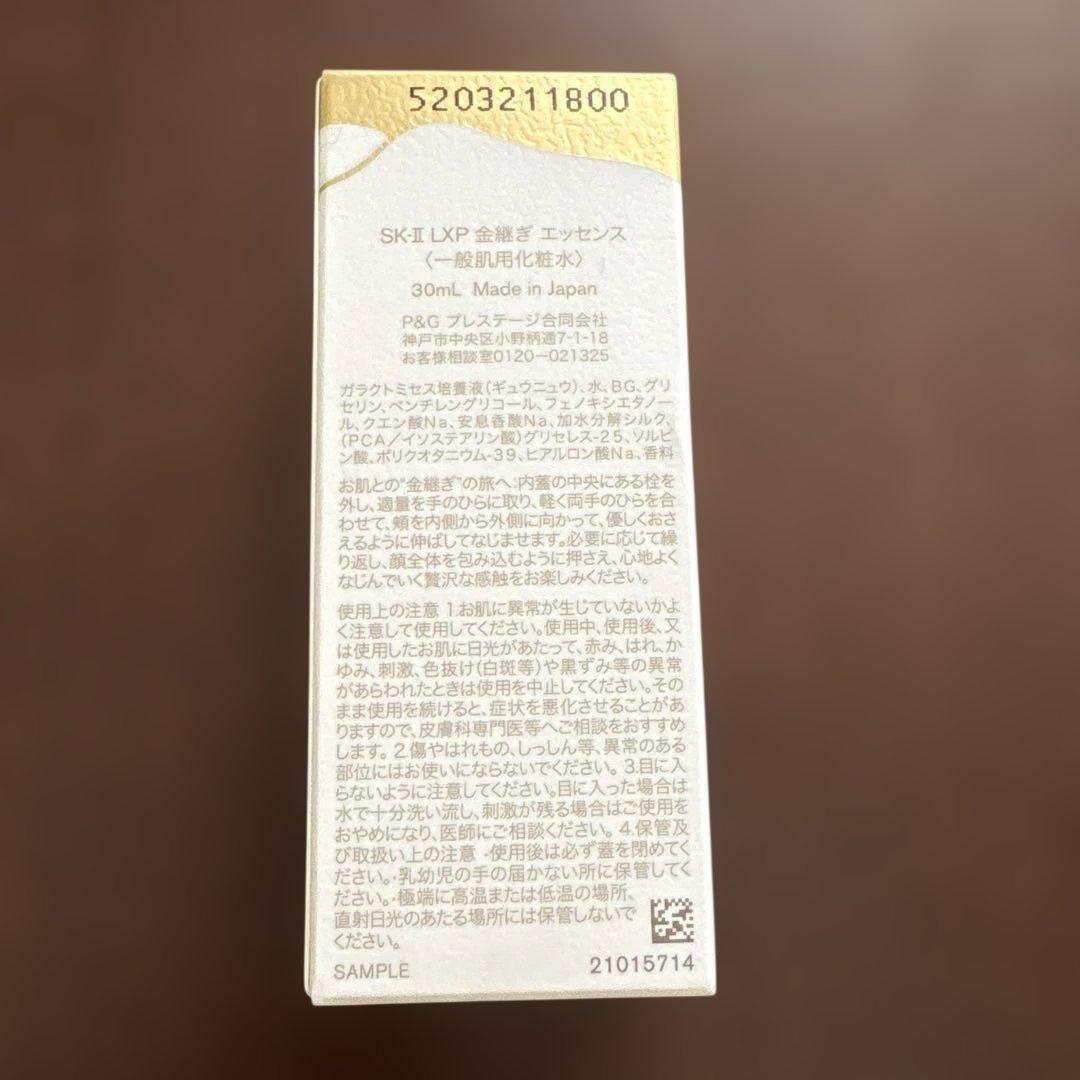 5203211800
SK-II LXP 金継ぎ エッセンス
〈一般肌用化粧水〉
30mL Made in Japan
P&G プレステージ合同会社
神戸市中央区小野柄通7-1-18
お客様相談室0120-021325
ガラクトミセス培養液(ギュウニュウ)、水、BG、グリ
セリン、ペンチレングリコール、フェノキシエタノー
ル、クエン酸Na、安息香酸Na、加水分解シルク、
(PCA/イソステアリン酸)グリセレス-25、ソルビ
ン酸、ポリクオタニウム-39、ヒアルロン酸Na、香料
お肌との"金継ぎ"の旅へ:内蓋の中央にある栓を
外し、適量を手のひらに取り、軽く両手のひらを合
わせて、頬を内側から外側に向かって、優しくおさ
えるように伸ばしてなじませます。必要に応じて繰
り返し、顔全体を包み込むように押さえ、心地よく
なじんでいく贅沢な感触をお楽しみください。
使用上の注意 1.お肌に異常が生じていないかよ
く注意して使用してください。使用中、使用後、又
は使用したお肌に日光があたって、赤み、はれ、か
ゆみ、刺激、色抜け(白斑等)や黒ずみ等の異常
があらわれたときは使用を中止してください。その
まま使用を続けると、症状を悪化させることがあ
りますので、皮膚科専門医等へご相談をおすすめ
します。2.傷やはれもの、しっしん等、異常のある
部位にはお使いにならないでください。3.目に入
らないように注意してください。目に入った場合は
水で十分洗い流し、刺激が残る場合はご使用を
おやめになり、医師にご相談ください。4.保管及
び取扱い上の注意 ・使用後は必ず蓋を閉めてく
ださい。・乳幼児の手の届かない所に保管してく
ださい。・極端に高温または低温の場所、
直射日光のあたる場所には保管しないで
ください。
SAMPLE
21015714